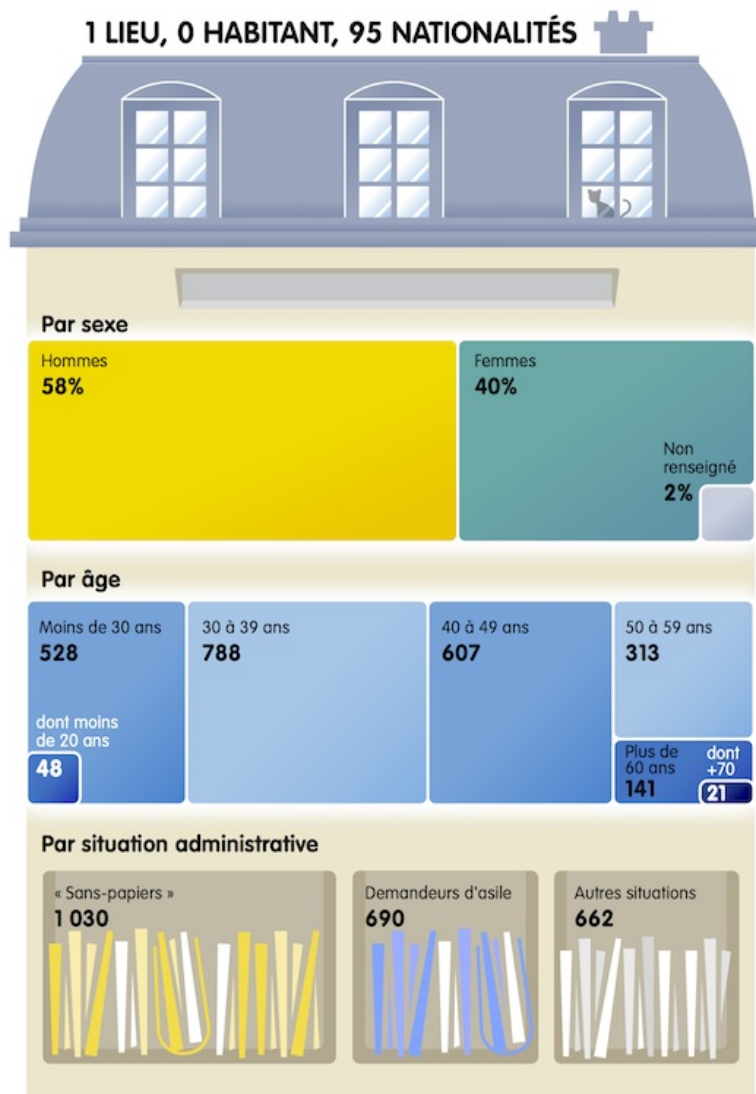 1 LIEU, 0 HABITANT, 95 NATIONALITÉS
Par sexe
Hommes
58%
Femmes
40%
Non
renseigné
2%
Par âge
Moins de 30 ans
528
dont moins
de 20 ans
48
30 à 39 ans
788
40 à 49 ans
607
50 à 59 ans
313
Plus de
60 ans
141
dont
+70
21
Par situation administrative
« Sans-papiers »
1 030
Demandeurs d'asile
690
Autres situations
662